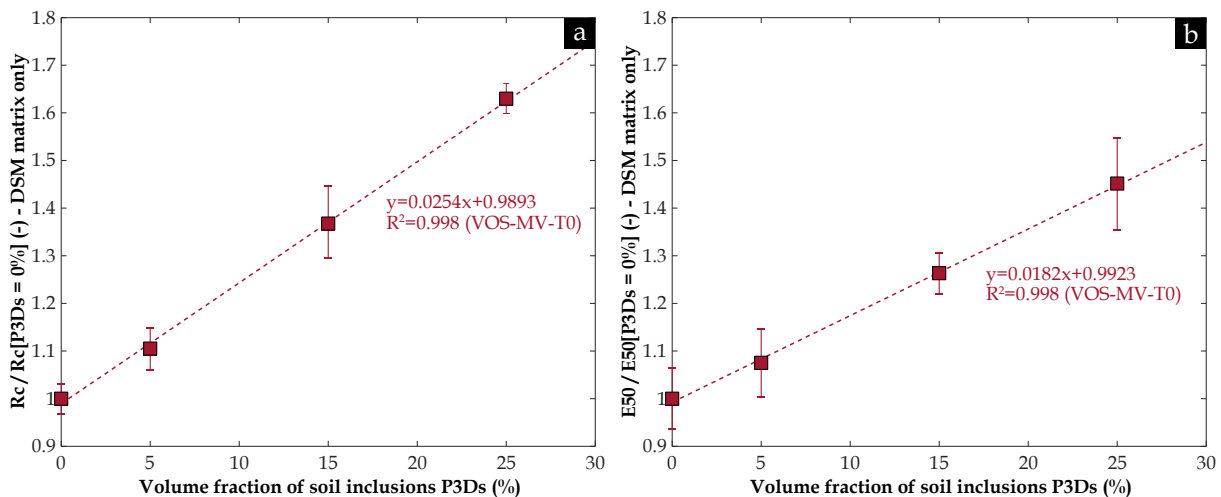 a
Rc / Rc[P3Ds = 0%] (-) - DSM matrix only
1.8
1.7
1.6
1.5
1.4
1.3
1.2
1.1
1
0.9
y=0.0254x+0.9893
R²=0.998 (VOS-MV-T0)
0 5 10 15 20 25 30
Volume fraction of soil inclusions P3Ds (%)
b
E50 / E50[P3Ds = 0%] (-) - DSM matrix only
1.8
1.7
1.6
1.5
1.4
1.3
1.2
1.1
1
0.9
y=0.0182x+0.9923
R²=0.998 (VOS-MV-T0)
0 5 10 15 20 25 30
Volume fraction of soil inclusions P3Ds (%)